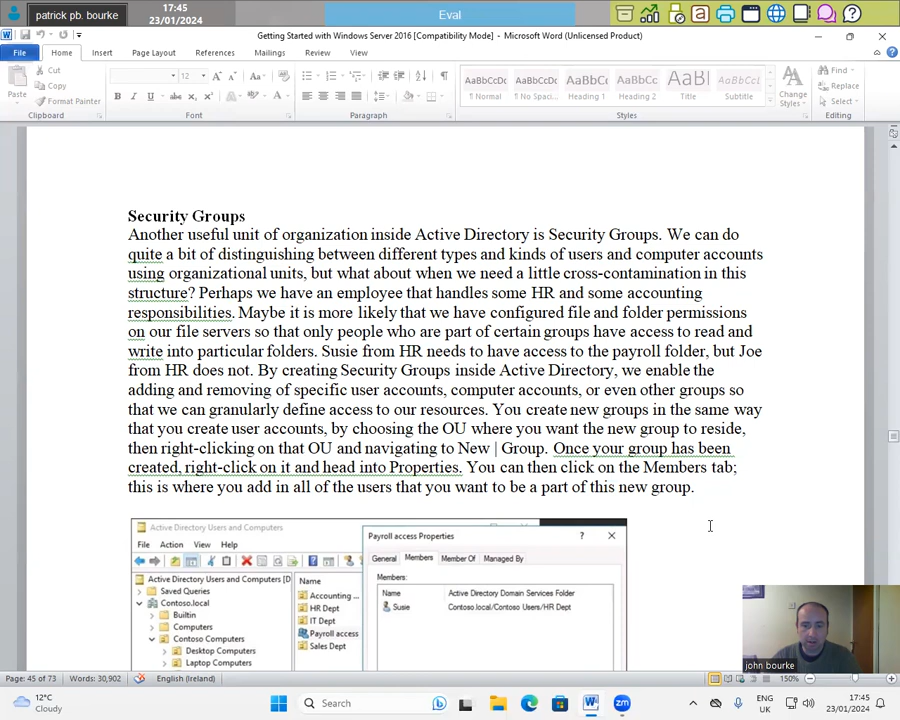 patrick pb. bourke
17:45
23/01/2024
Eval
Getting Started with Windows Server 2016 [Compatibility Mode] - Microsoft Word (Unlicensed Product)
File Home Insert Page Layout References Mailings Review View
Paste
Cut
Copy
Format Painter
Clipboard
12
Font
Paragraph
AaBbCcDc AaBbCcDc AaBbCc AaBbCc AaBl AaBbCcL
¶ Normal ¶ No Spaci... Heading 1 Heading 2 Title Subtitle
Change Styles
Styles
Find
Replace
Select
Editing
Security Groups
Another useful unit of organization inside Active Directory is Security Groups. We can do
quite a bit of distinguishing between different types and kinds of users and computer accounts
using organizational units, but what about when we need a little cross-contamination in this
structure? Perhaps we have an employee that handles some HR and some accounting
responsibilities. Maybe it is more likely that we have configured file and folder permissions
on our file servers so that only people who are part of certain groups have access to read and
write into particular folders. Susie from HR needs to have access to the payroll folder, but Joe
from HR does not. By creating Security Groups inside Active Directory, we enable the
adding and removing of specific user accounts, computer accounts, or even other groups so
that we can granularly define access to our resources. You create new groups in the same way
that you create user accounts, by choosing the OU where you want the new group to reside,
then right-clicking on that OU and navigating to New | Group. Once your group has been
created, right-click on it and head into Properties. You can then click on the Members tab;
this is where you add in all of the users that you want to be a part of this new group.
Active Directory Users and Computers
File Action View Help
Active Directory Users and Computers [D
Saved Queries
Contoso.local
Builtin
Computers
Contoso Computers
Desktop Computers
Laptop Computers
Name
Accounting ...
HR Dept
IT Dept
Payroll access
Sales Dept
Payroll access Properties
? ×
General Members Member Of Managed By
Members:
Name Active Directory Domain Services Folder
Susie Contoso.local/Contoso Users/HR Dept
john bourke
Page: 45 of 73 Words: 30,902 English (Ireland) 150%
12°C
Cloudy
Search
ENG
UK
17:45
23/01/2024